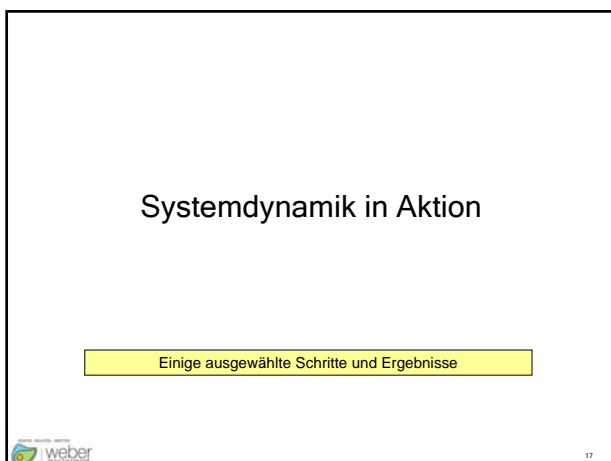 Systemdynamik in Aktion
Einige ausgewählte Schritte und Ergebnisse
weber
17